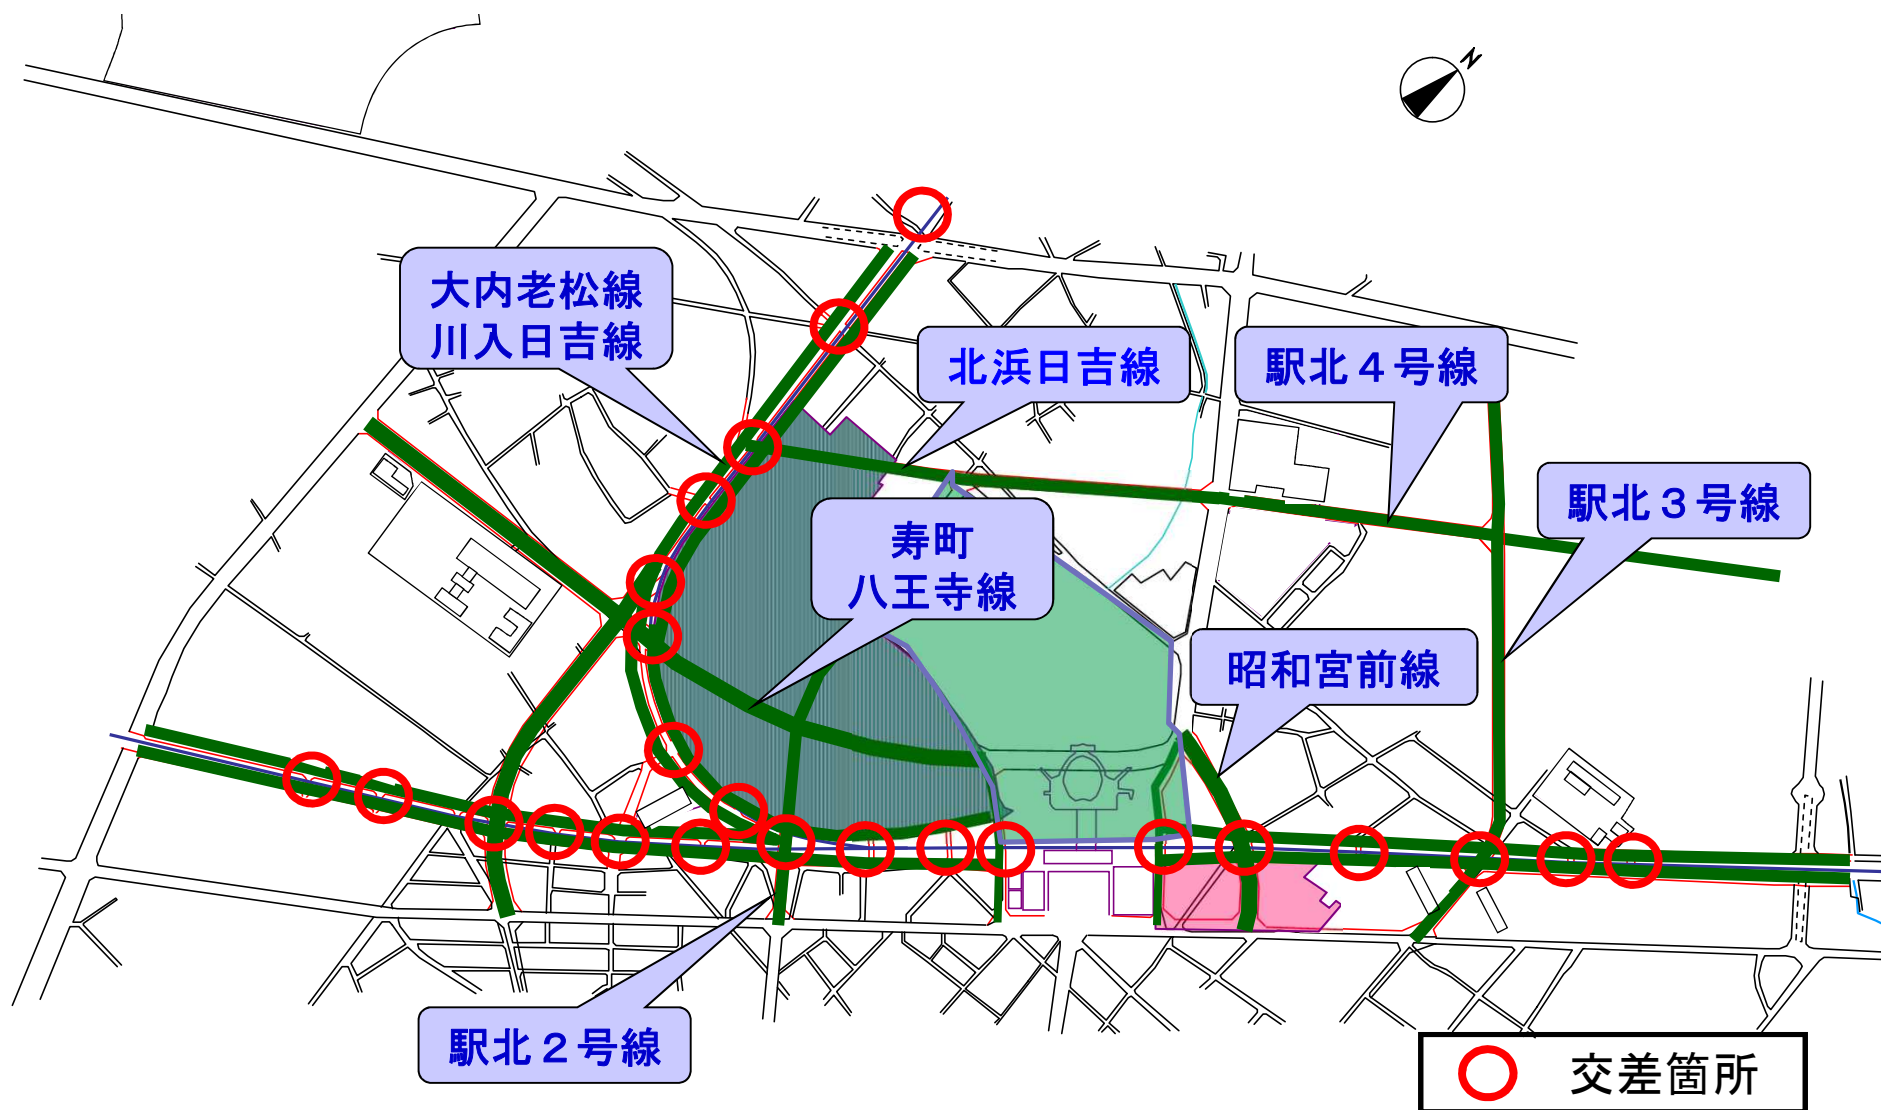 N
大内老松線
川入日吉線
北浜日吉線
駅北４号線
駅北３号線
寿町
八王寺線
昭和宮前線
駅北２号線
交差箇所